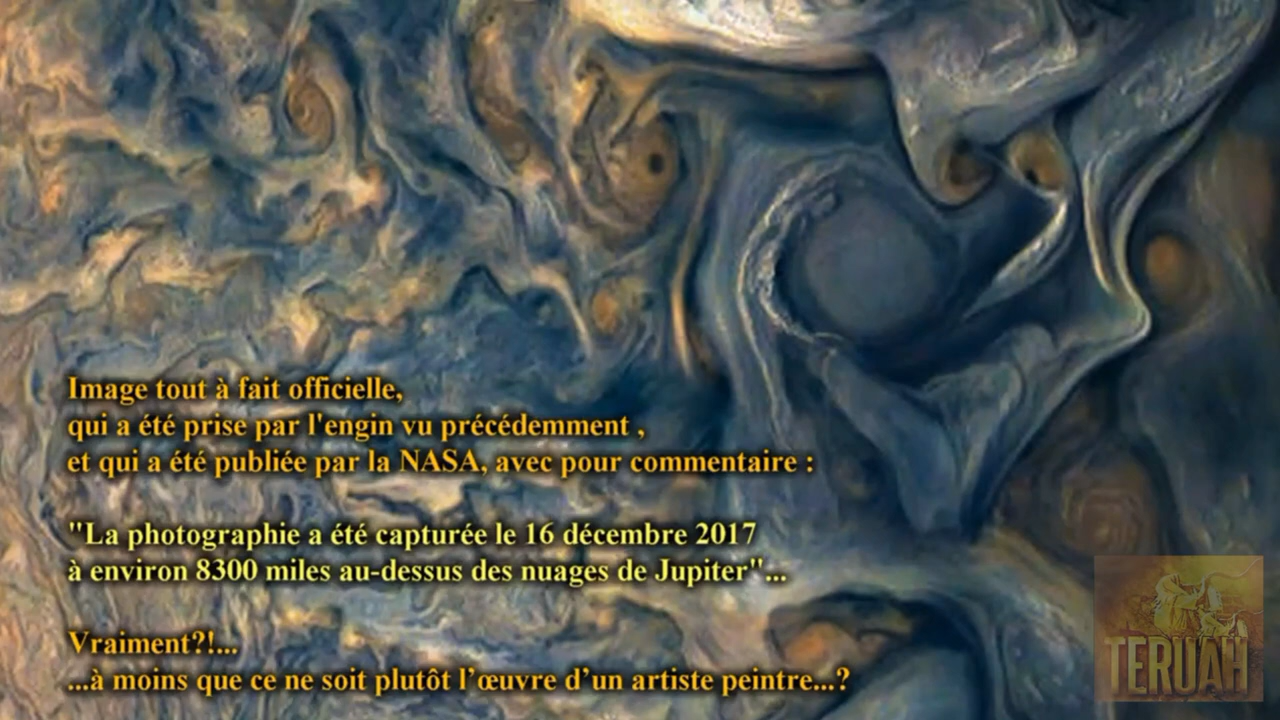 Image tout à fait officielle,
qui a été prise par l'engin vu précédemment ,
et qui a été publiée par la NASA, avec pour commentaire :
"La photographie a été capturée le 16 décembre 2017
à environ 8300 miles au-dessus des nuages de Jupiter"...
Vraiment?!...
...à moins que ce ne soit plutôt l’œuvre d’un artiste peintre...?
TERUAH